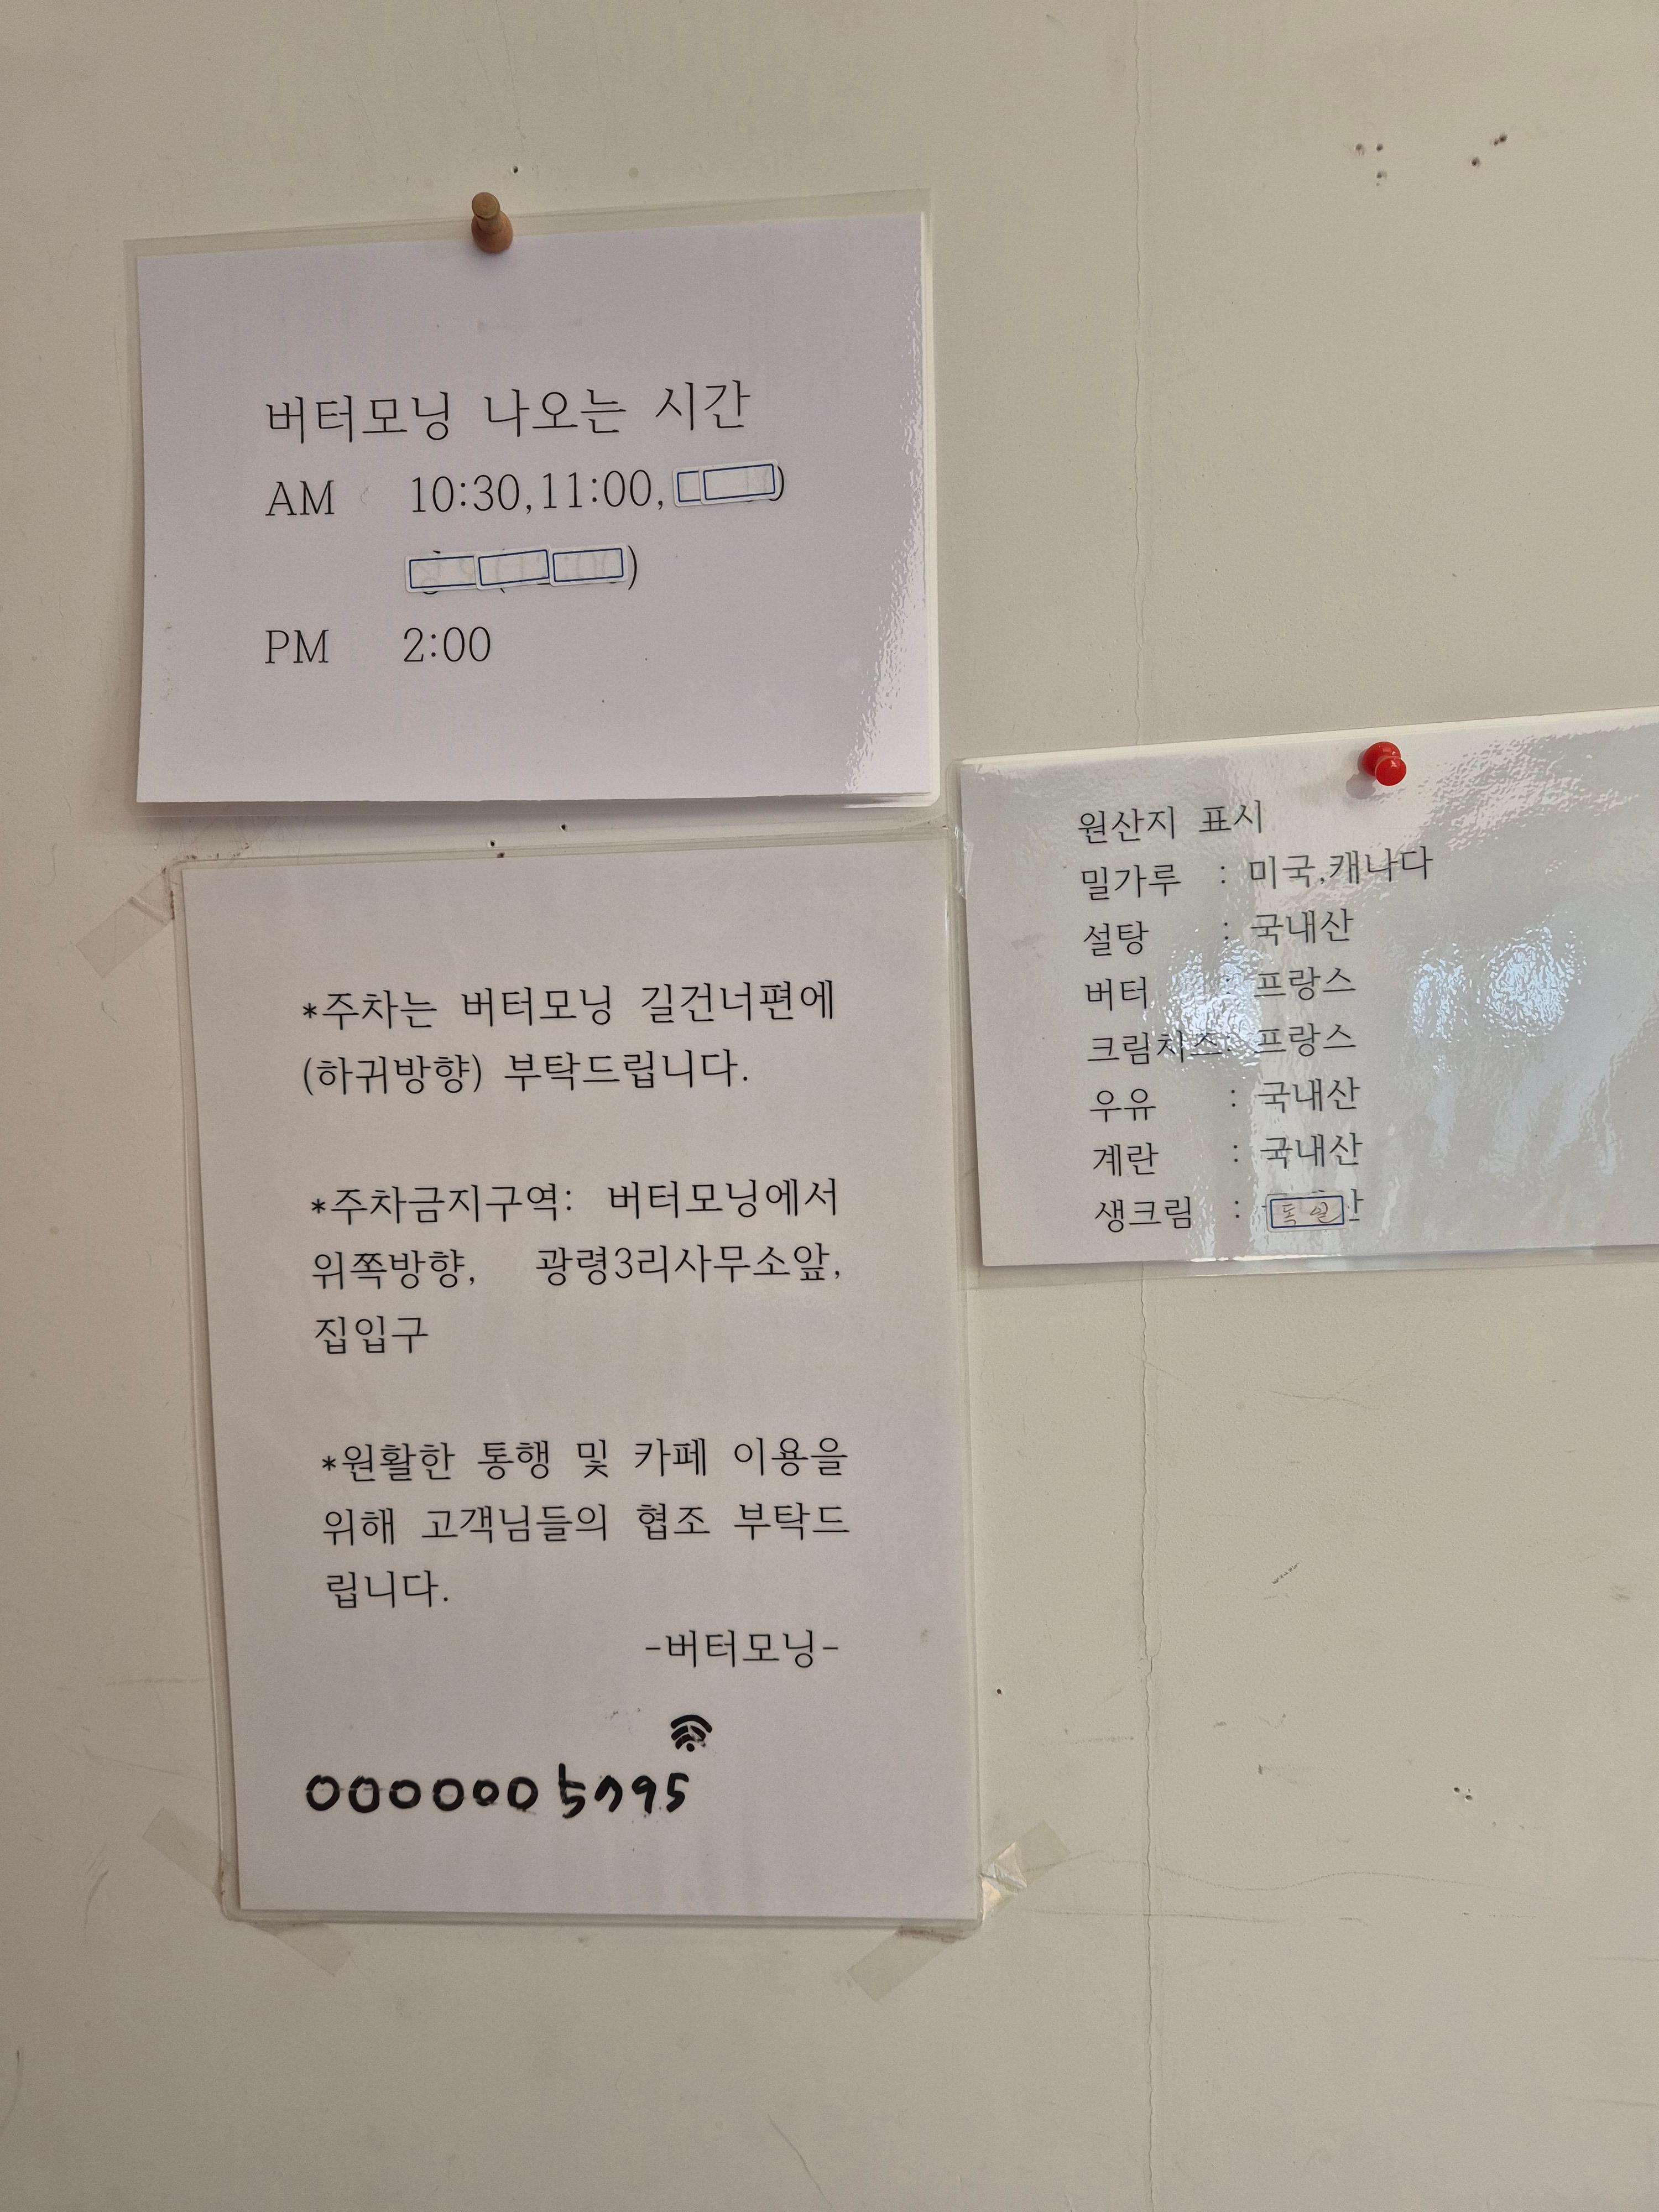 버터모닝 나오는 시간
AM 10:30,11:00,
PM 2:00
*주차는 버터모닝 길건너편에
(하귀방향) 부탁드립니다.
*주차금지구역: 버터모닝에서
위쪽방향, 광령3리사무소앞,
집입구
*원활한 통행 및 카페 이용을
위해 고객님들의 협조 부탁드
립니다.
-버터모닝-
원산지 표시
밀가루 : 미국,캐나다
설탕 : 국내산
버터 : 프랑스
크림치즈: 프랑스
우유 : 국내산
계란 : 국내산
생크림 : 독일